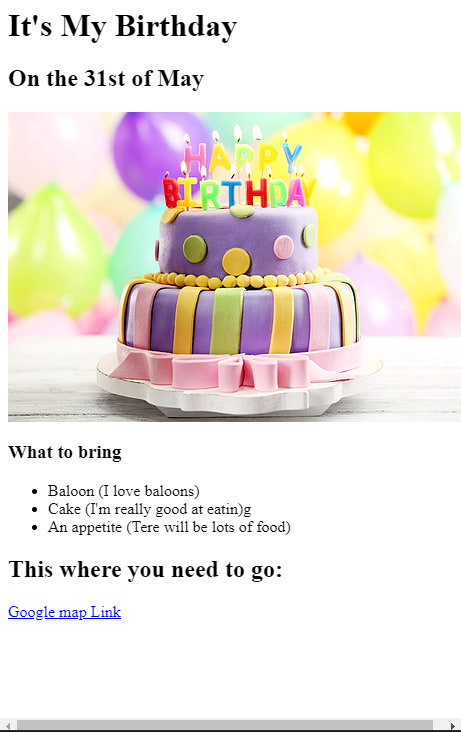 It's My Birthday
On the 31st of May
HAPPY
BIRTHDAY
What to bring
Baloon (I love baloons)
Cake (I'm really good at eatin)g
An appetite (Tere will be lots of food)
This where you need to go:
Google map Link